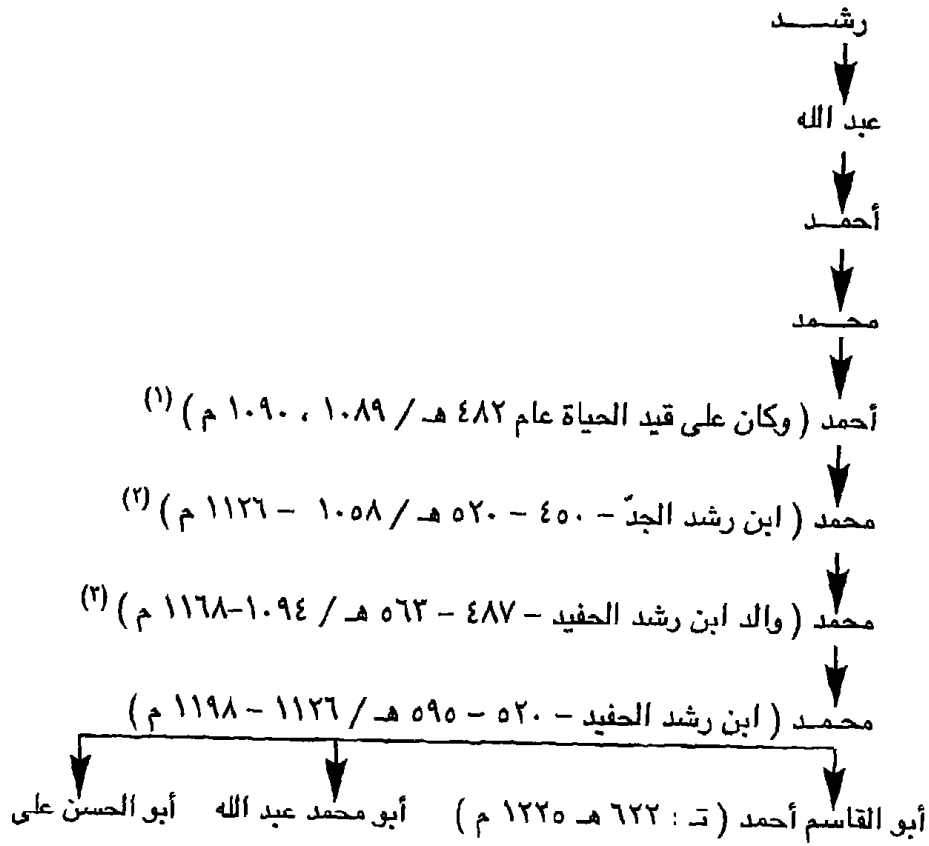 رشـــد
عبد الله
أحمـد
محـمد
أحمد ( وكان على قيد الحياة عام ٤٨٢ هـ / ١٠٨٩ ، ١٠٩٠ م ) (١)
محمد ( ابن رشد الجدّ – ٤٥٠ – ٥٢٠ هـ / ١٠٥٨ – ١١٢٦ م ) (٢)
محمد ( والد ابن رشد الحفيد – ٤٨٧ – ٥٦٣ هـ / ١٠٩٤–١١٦٨ م ) (٣)
محمـد ( ابن رشد الحفيد – ٥٢٠ – ٥٩٥ هـ / ١١٢٦ – ١١٩٨ م )
أبو القاسم أحمد ( تـ : ٦٢٢ هـ ١٢٢٥ م ) أبو محمد عبد الله أبو الحسن على